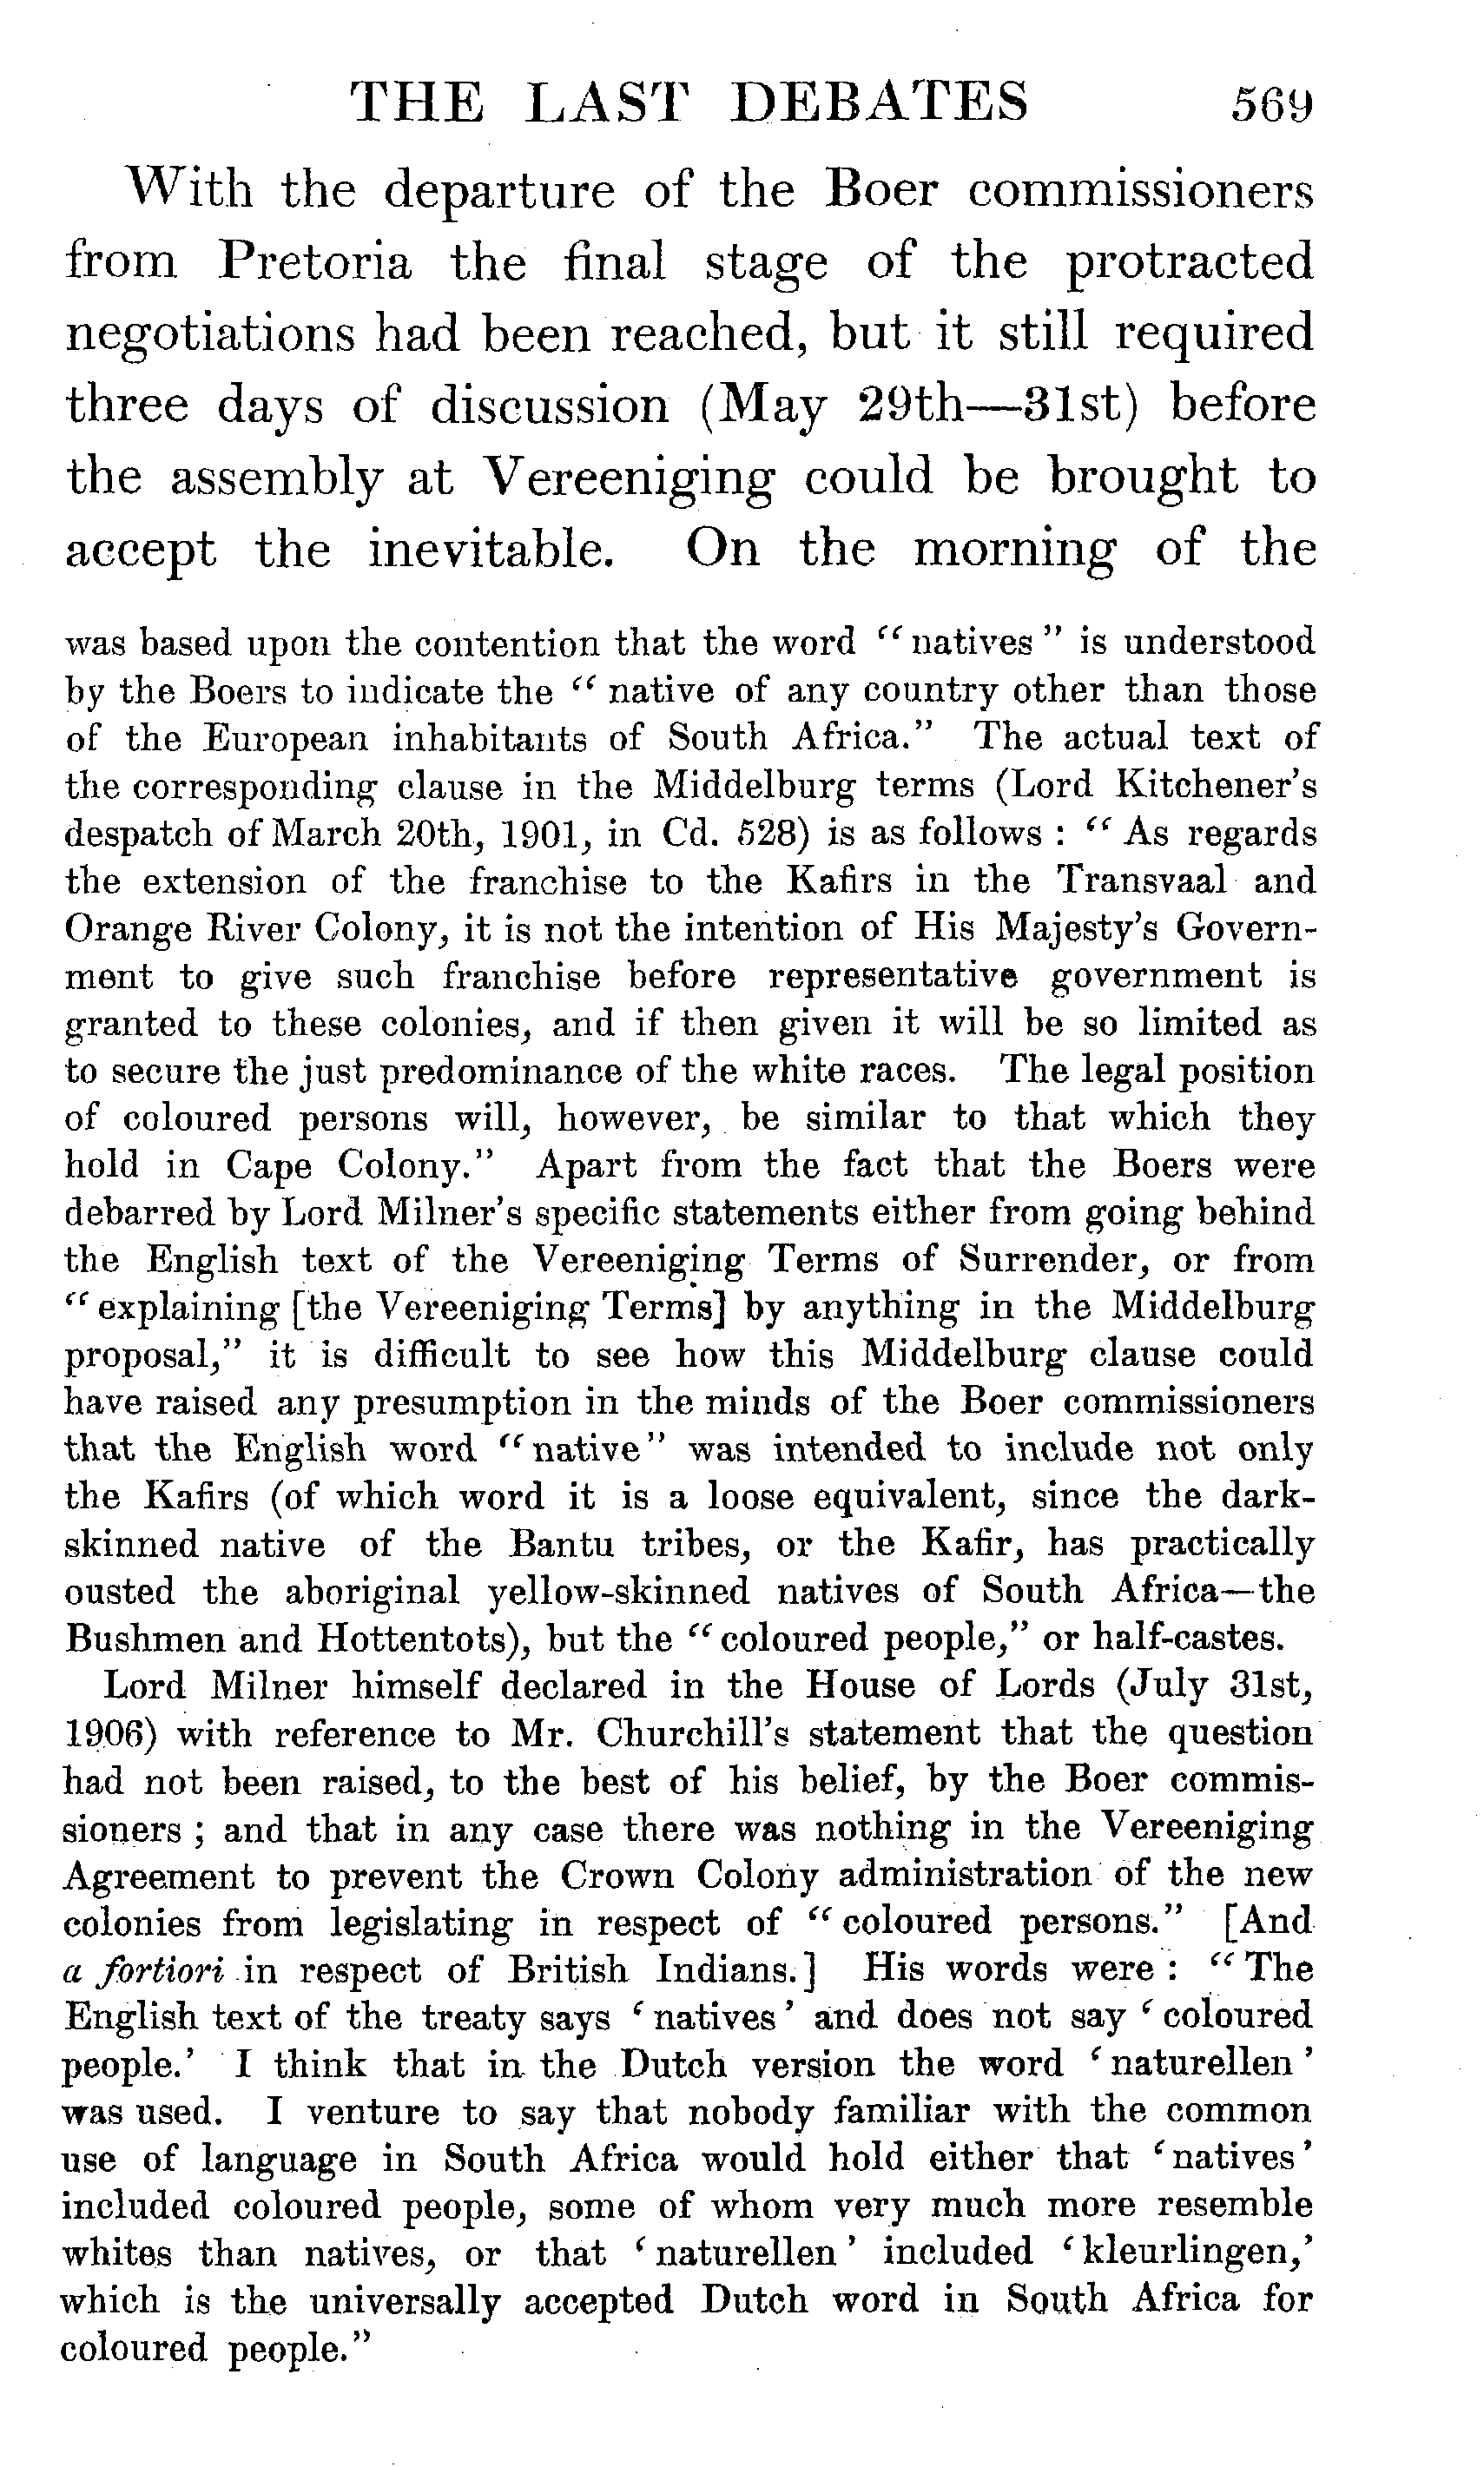 THE LAST DEBATES 569
With the departure of the Boer commissioners
from Pretoria the final stage of the protracted
negotiations had been reached, but it still required
three days of discussion (May 29th—31st) before
the assembly at Vereeniging could be brought to
accept the inevitable. On the morning of the
was based upon the contention that the word “natives” is understood
by the Boers to indicate the “native of any country other than those
of the European inhabitants of South Africa.” The actual text of
the corresponding clause in the Middelburg terms (Lord Kitchener's
despatch of March 20th, 1901, in Cd. 528) is as follows: “As regards
the extension of the franchise to the Kafirs in the Transvaal and
Orange River Colony, it is not the intention of His Majesty's Govern-
ment to give such franchise before representative government is
granted to these colonies, and if then given it will be so limited as
to secure the just predominance of the white races. The legal position
of coloured persons will, however, be similar to that which they
hold in Cape Colony.” Apart from the fact that the Boers were
debarred by Lord Milner's specific statements either from going behind
the English text of the Vereeniging Terms of Surrender, or from
“explaining [the Vereeniging Terms] by anything in the Middelburg
proposal,” it is difficult to see how this Middelburg clause could
have raised any presumption in the minds of the Boer commissioners
that the English word “native” was intended to include not only
the Kafirs (of which word it is a loose equivalent, since the dark-
skinned native of the Bantu tribes, or the Kafir, has practically
ousted the aboriginal yellow-skinned natives of South Africa—the
Bushmen and Hottentots), but the “coloured people,” or half-castes.
Lord Milner himself declared in the House of Lords (July 31st,
1906) with reference to Mr. Churchill's statement that the question
had not been raised, to the best of his belief, by the Boer commis-
sioners; and that in any case there was nothing in the Vereeniging
Agreement to prevent the Crown Colony administration of the new
colonies from legislating in respect of “coloured persons.” [And
a fortiori in respect of British Indians.] His words were: “The
English text of the treaty says ‘natives’ and does not say ‘coloured
people.’ I think that in the Dutch version the word ‘naturellen’
was used. I venture to say that nobody familiar with the common
use of language in South Africa would hold either that ‘natives’
included coloured people, some of whom very much more resemble
whites than natives, or that ‘naturellen’ included ‘kleurlingen,’
which is the universally accepted Dutch word in South Africa for
coloured people.”